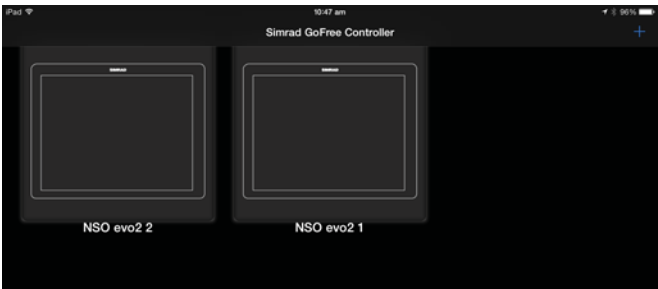 iPad 10:47 am 96%
Simrad GoFree Controller +
SIMRAD SIMRAD
NSO evo2 2 NSO evo2 1